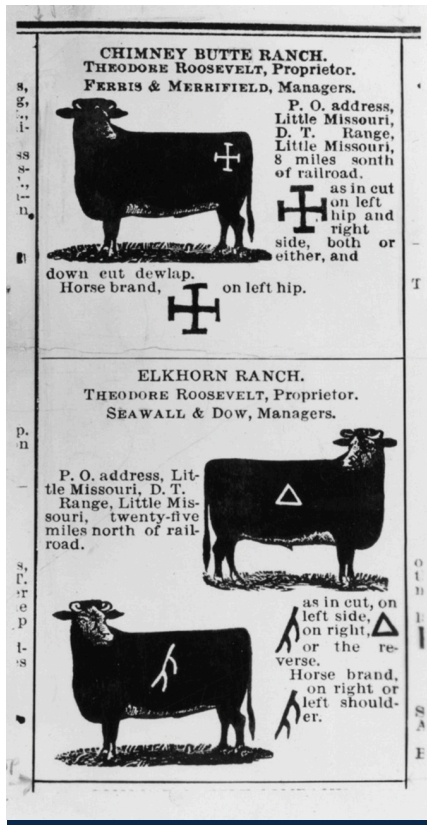 CHIMNEY BUTTE RANCH.
THEODORE ROOSEVELT, Proprietor.
FERRIS & MERRIFIELD, Managers.
P. O. address,
Little Missouri,
D. T. Range,
Little Missouri,
8 miles sonth
of railroad.
as in cut
on left
hip and
right
side, both or
either, and
down cut dewlap.
Horse brand, on left hip.
ELKHORN RANCH.
THEODORE ROOSEVELT, Proprietor.
SEAWALL & DOW, Managers.
P. O. address, Lit-
tle Missouri, D. T.
Range, Little Mis-
souri, twenty-five
miles north of rail-
road.
as in cut, on
left side,
on right,
or the re-
verse.
Horse brand,
on right or
left should-
er.